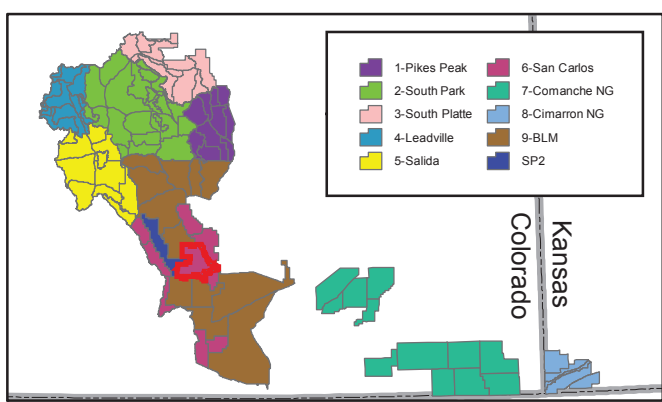 1-Pikes Peak
2-South Park
3-South Platte
4-Leadville
5-Salida
6-San Carlos
7-Comanche NG
8-Cimarron NG
9-BLM
SP2
Kansas
Colorado